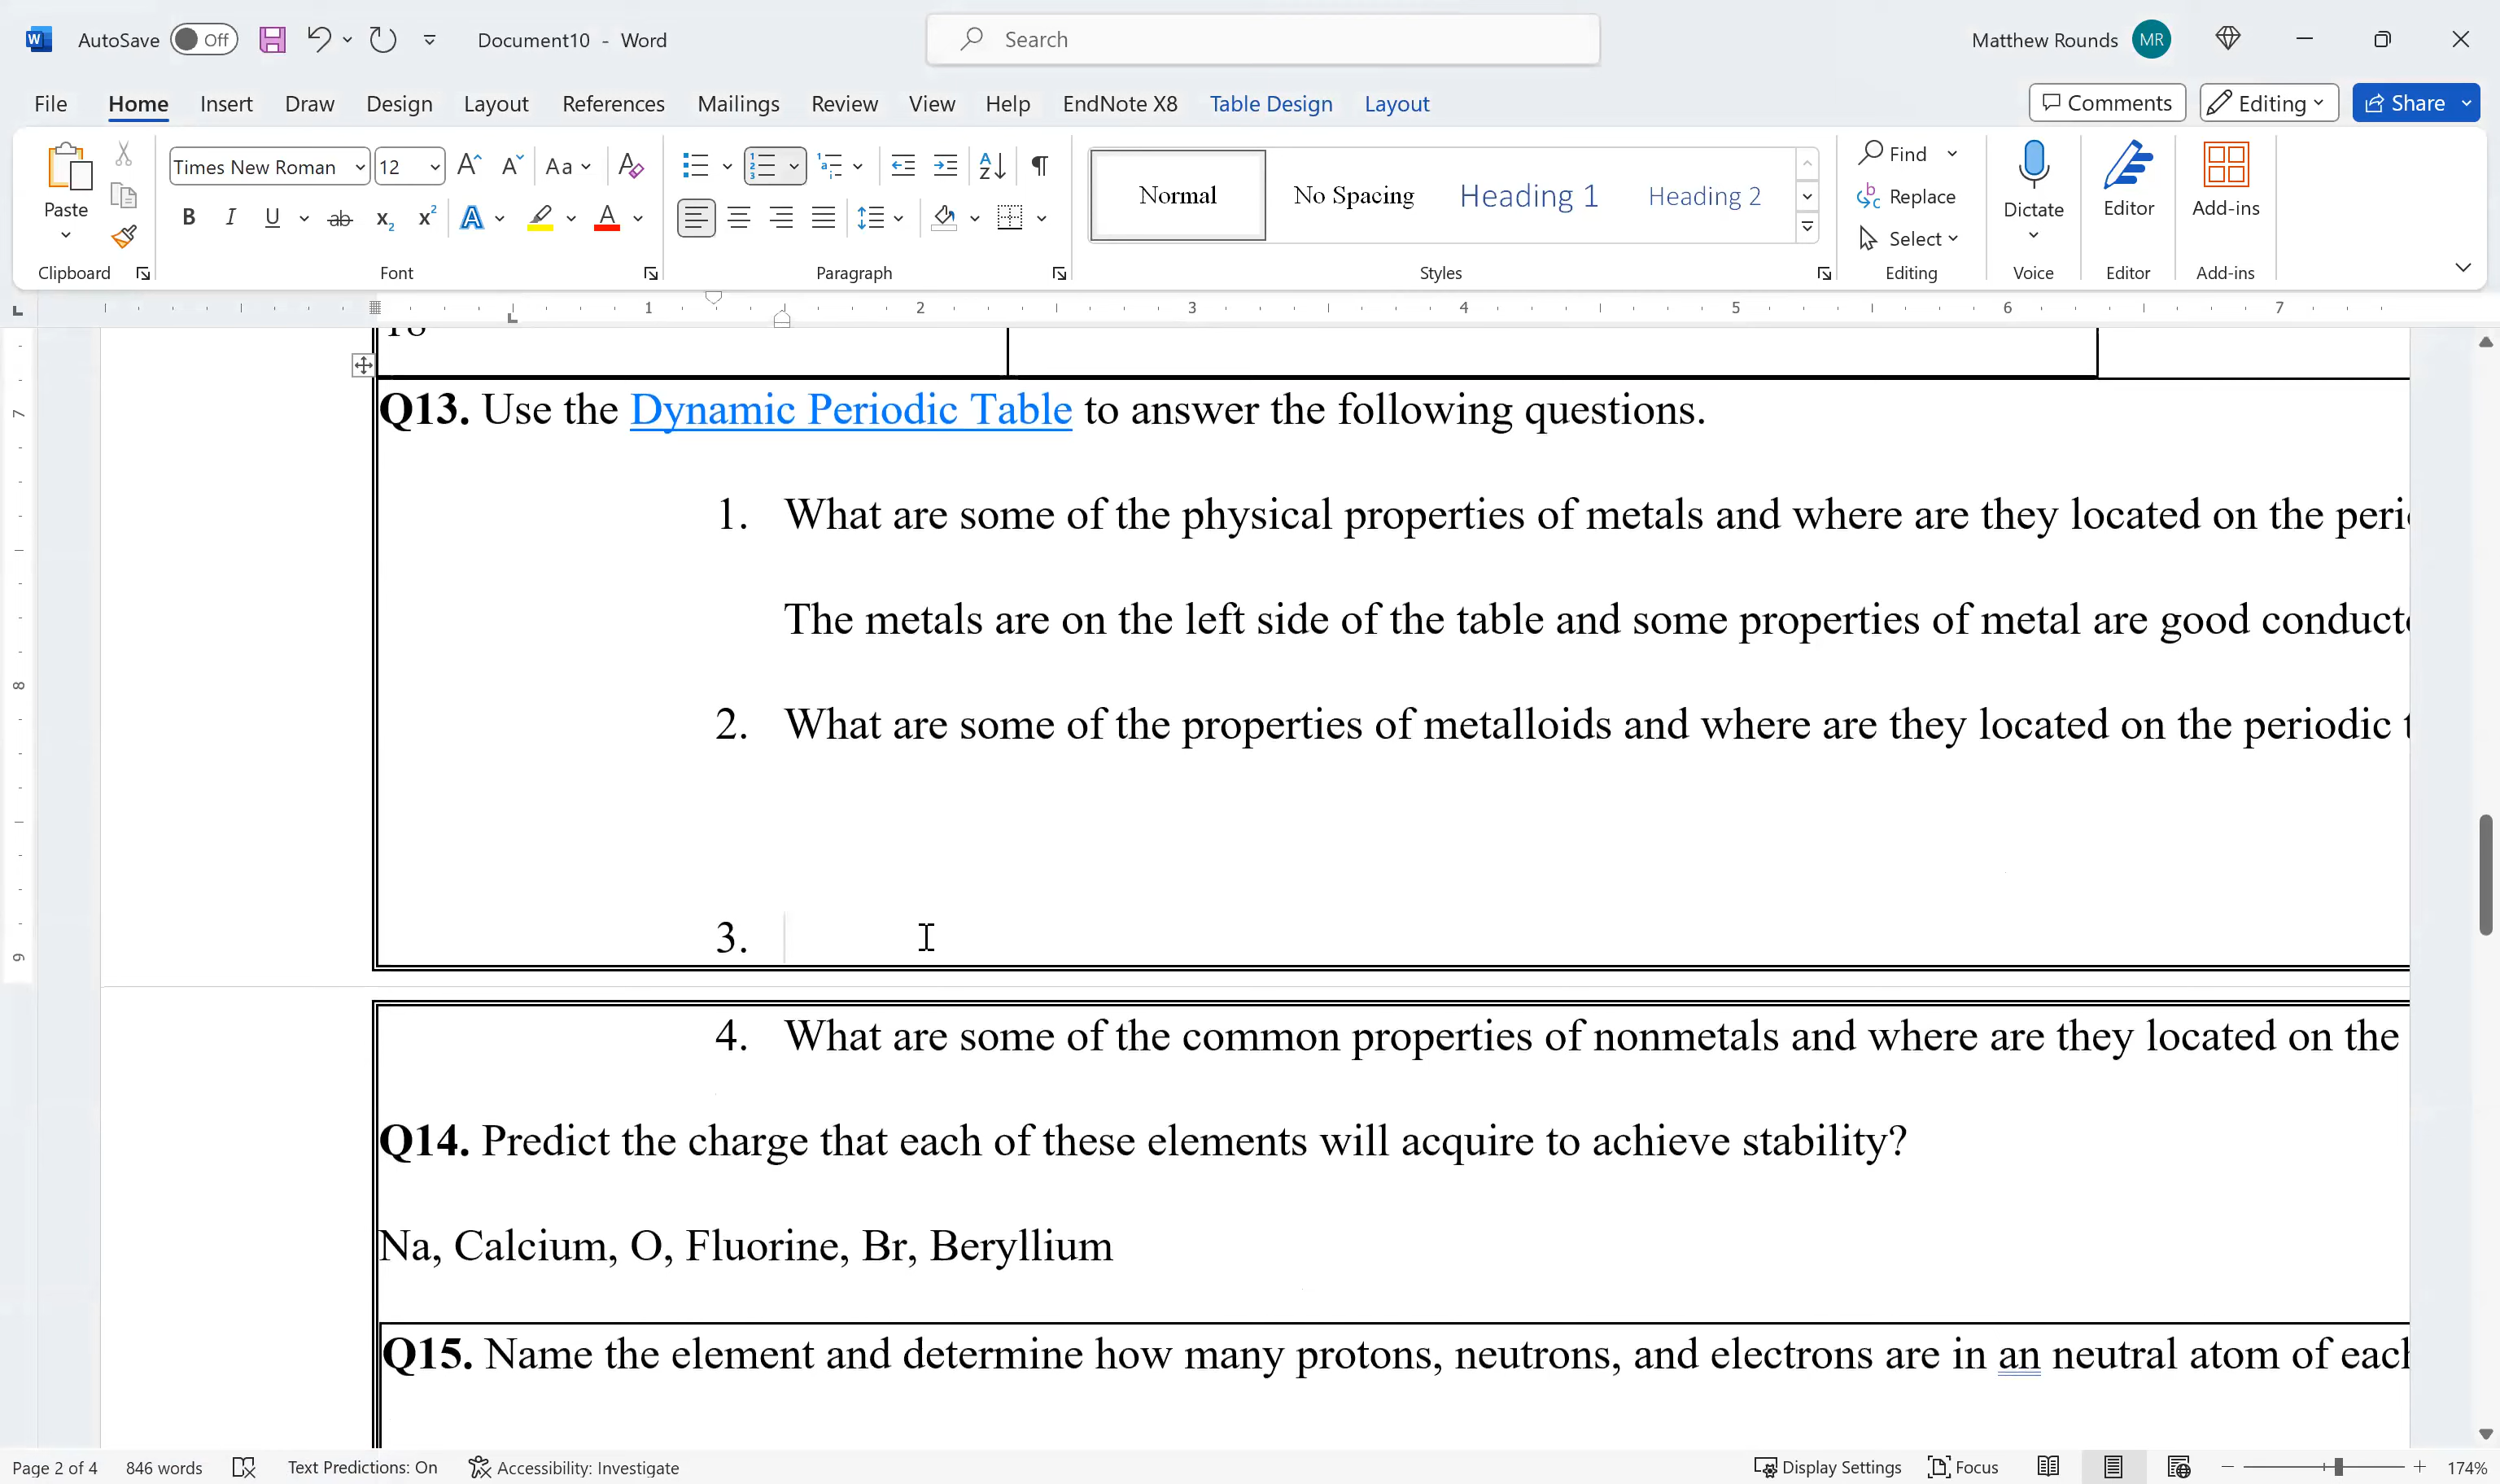 AutoSave Off Document10 - Word Search Matthew Rounds MR
File Home Insert Draw Design Layout References Mailings Review View Help EndNote X8 Table Design Layout Comments Editing Share
Times New Roman 12 Aa Normal No Spacing Heading 1 Heading 2 Find Replace Select
Paste Dictate Editor Add-ins
Clipboard Font Paragraph Styles Editing Voice Editor Add-ins
1 2 3 4 5 6 7
Q13. Use the Dynamic Periodic Table to answer the following questions.
1. What are some of the physical properties of metals and where are they located on the peri
The metals are on the left side of the table and some properties of metal are good conduct
2. What are some of the properties of metalloids and where are they located on the periodic t
3.
4. What are some of the common properties of nonmetals and where are they located on the
Q14. Predict the charge that each of these elements will acquire to achieve stability?
Na, Calcium, O, Fluorine, Br, Beryllium
Q15. Name the element and determine how many protons, neutrons, and electrons are in an neutral atom of each
Page 2 of 4 846 words Text Predictions: On Accessibility: Investigate Display Settings Focus 174%